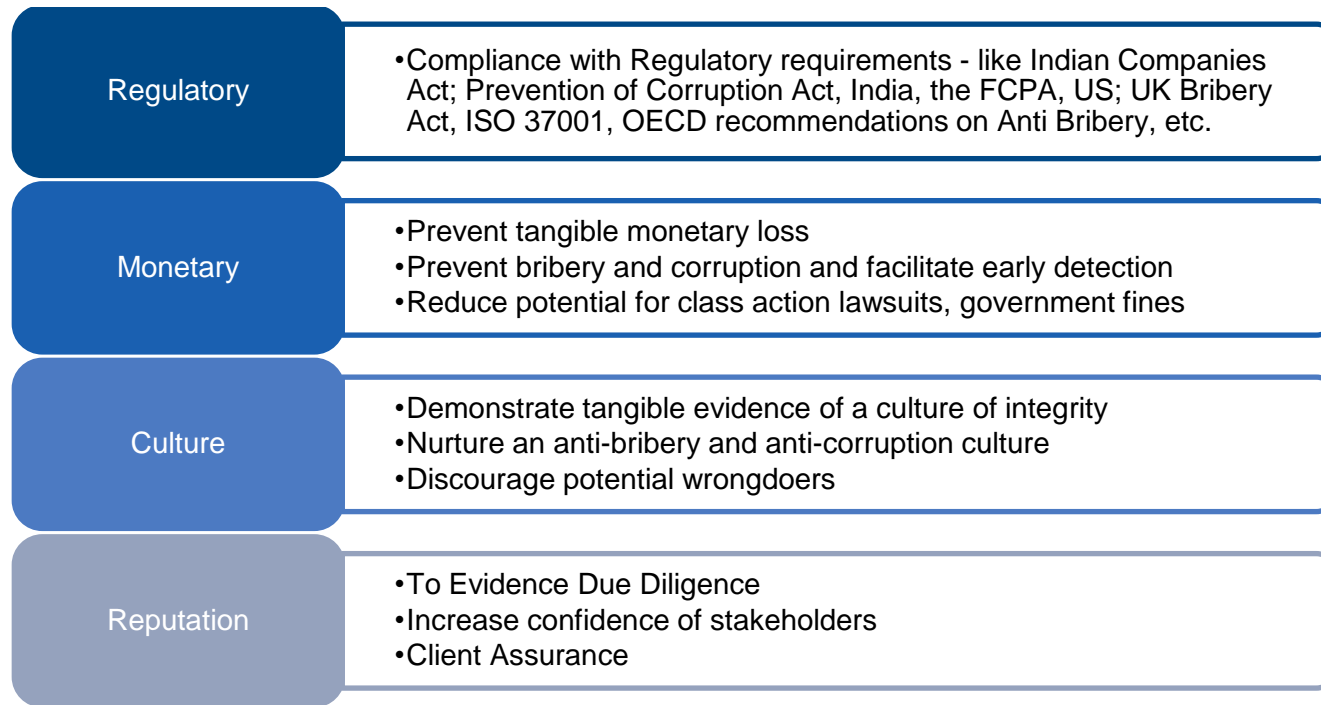 Regulatory
•Compliance with Regulatory requirements - like Indian Companies
Act; Prevention of Corruption Act, India, the FCPA, US; UK Bribery
Act, ISO 37001, OECD recommendations on Anti Bribery, etc.
Monetary
•Prevent tangible monetary loss
•Prevent bribery and corruption and facilitate early detection
•Reduce potential for class action lawsuits, government fines
Culture
•Demonstrate tangible evidence of a culture of integrity
•Nurture an anti-bribery and anti-corruption culture
•Discourage potential wrongdoers
Reputation
•To Evidence Due Diligence
•Increase confidence of stakeholders
•Client Assurance